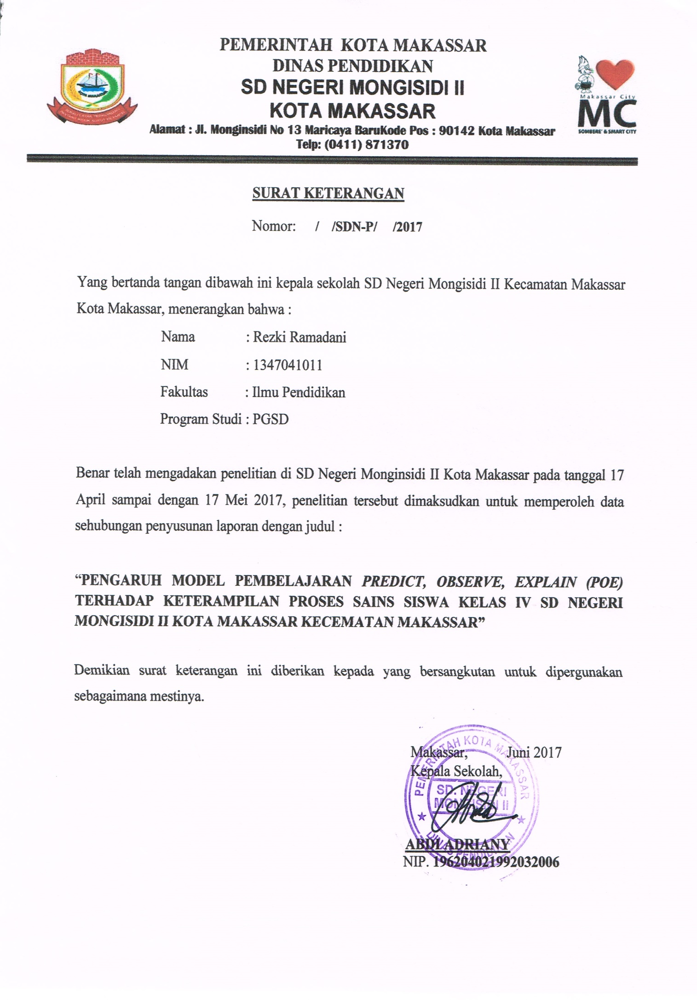 PEMERINTAH KOTA MAKASSAR
DINAS PENDIDIKAN
SD NEGERI MONGISIDI II
KOTA MAKASSAR
Alamat : Jl. Monginsidi No 13 Maricaya BaruKode Pos : 90142 Kota Makassar
Telp: (0411) 871370
KOTA MAKASSAR
Makassar City
MC
SOMBERE' & SMART CITY
SURAT KETERANGAN
Nomor: / /SDN-P/ /2017
Yang bertanda tangan dibawah ini kepala sekolah SD Negeri Mongisidi II Kecamatan Makassar
Kota Makassar, menerangkan bahwa :
Nama : Rezki Ramadani
NIM : 1347041011
Fakultas : Ilmu Pendidikan
Program Studi : PGSD
Benar telah mengadakan penelitian di SD Negeri Monginsidi II Kota Makassar pada tanggal 17
April sampai dengan 17 Mei 2017, penelitian tersebut dimaksudkan untuk memperoleh data
sehubungan penyusunan laporan dengan judul :
“PENGARUH MODEL PEMBELAJARAN PREDICT, OBSERVE, EXPLAIN (POE)
TERHADAP KETERAMPILAN PROSES SAINS SISWA KELAS IV SD NEGERI
MONGISIDI II KOTA MAKASSAR KECEMATAN MAKASSAR”
Demikian surat keterangan ini diberikan kepada yang bersangkutan untuk dipergunakan
sebagaimana mestinya.
Makassar, Juni 2017
Kepala Sekolah,
PEMERINTAH KOTA MAKASSAR
SD. NEGERI
MONGISIDI II
DINAS PENDIDIKAN
ABDI ADRIANY
NIP. 196204021992032006